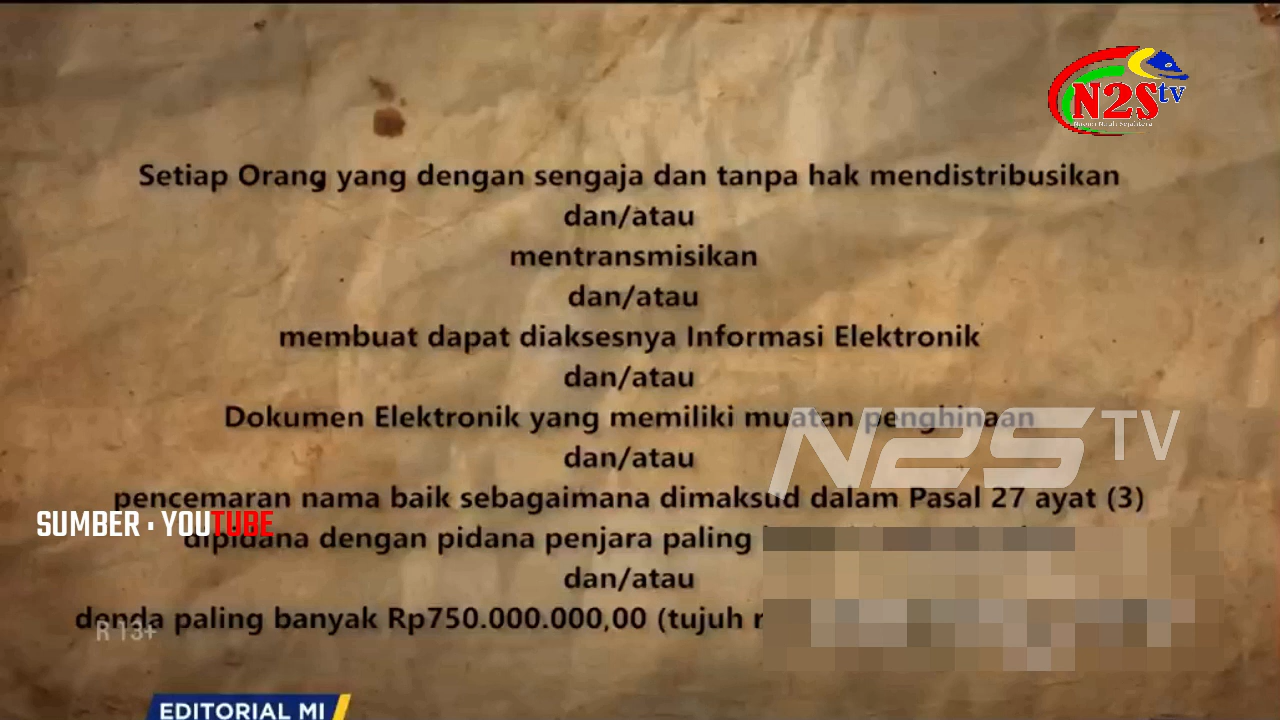 N2S tv
Setiap Orang yang dengan sengaja dan tanpa hak mendistribusikan
dan/atau
mentransmisikan
dan/atau
membuat dapat diaksesnya Informasi Elektronik
dan/atau
Dokumen Elektronik yang memiliki muatan penghinaan
N2S TV
dan/atau
pencemaran nama baik sebagaimana dimaksud dalam Pasal 27 ayat (3)
SUMBER : YOUTUBE
dipidana dengan pidana penjara paling
dan/atau
denda paling banyak Rp750.000.000,00 (tujuh r
R 13+
EDITORIAL MI